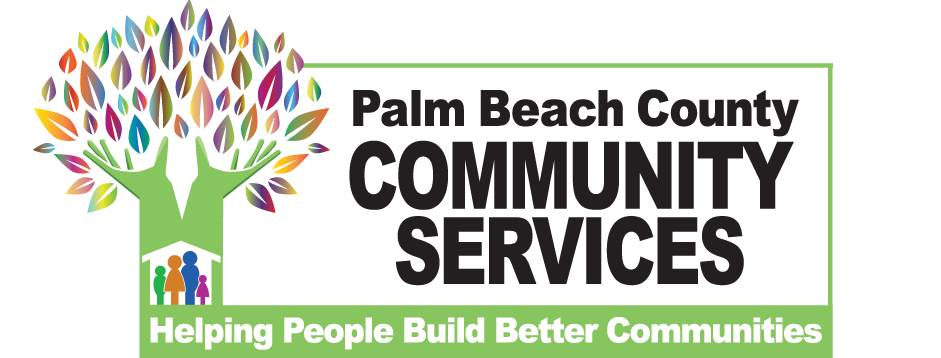 Palm Beach County
COMMUNITY
SERVICES
Helping People Build Better Communities